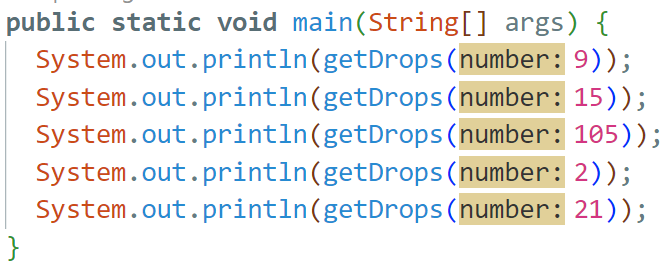 public static void main(String[] args) {
System.out.println(getDrops(number: 9));
System.out.println(getDrops(number: 15));
System.out.println(getDrops(number: 105));
System.out.println(getDrops(number: 2));
System.out.println(getDrops(number: 21));
}